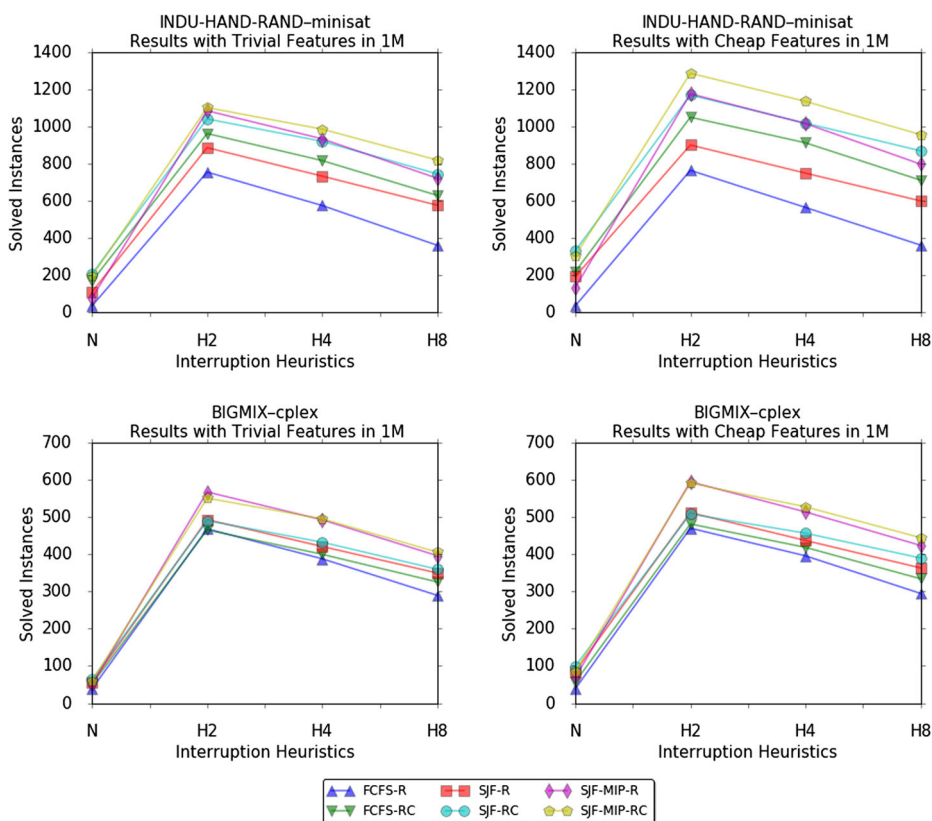 INDU-HAND-RAND–minisat
Results with Trivial Features in 1M
1400
1200
1000
800
600
400
200
0
Solved Instances
N H2 H4 H8
Interruption Heuristics
INDU-HAND-RAND–minisat
Results with Cheap Features in 1M
1400
1200
1000
800
600
400
200
0
Solved Instances
N H2 H4 H8
Interruption Heuristics
BIGMIX–cplex
Results with Trivial Features in 1M
700
600
500
400
300
200
100
0
Solved Instances
N H2 H4 H8
Interruption Heuristics
BIGMIX–cplex
Results with Cheap Features in 1M
700
600
500
400
300
200
100
0
Solved Instances
N H2 H4 H8
Interruption Heuristics
FCFS-R SJF-R SJF-MIP-R
FCFS-RC SJF-RC SJF-MIP-RC